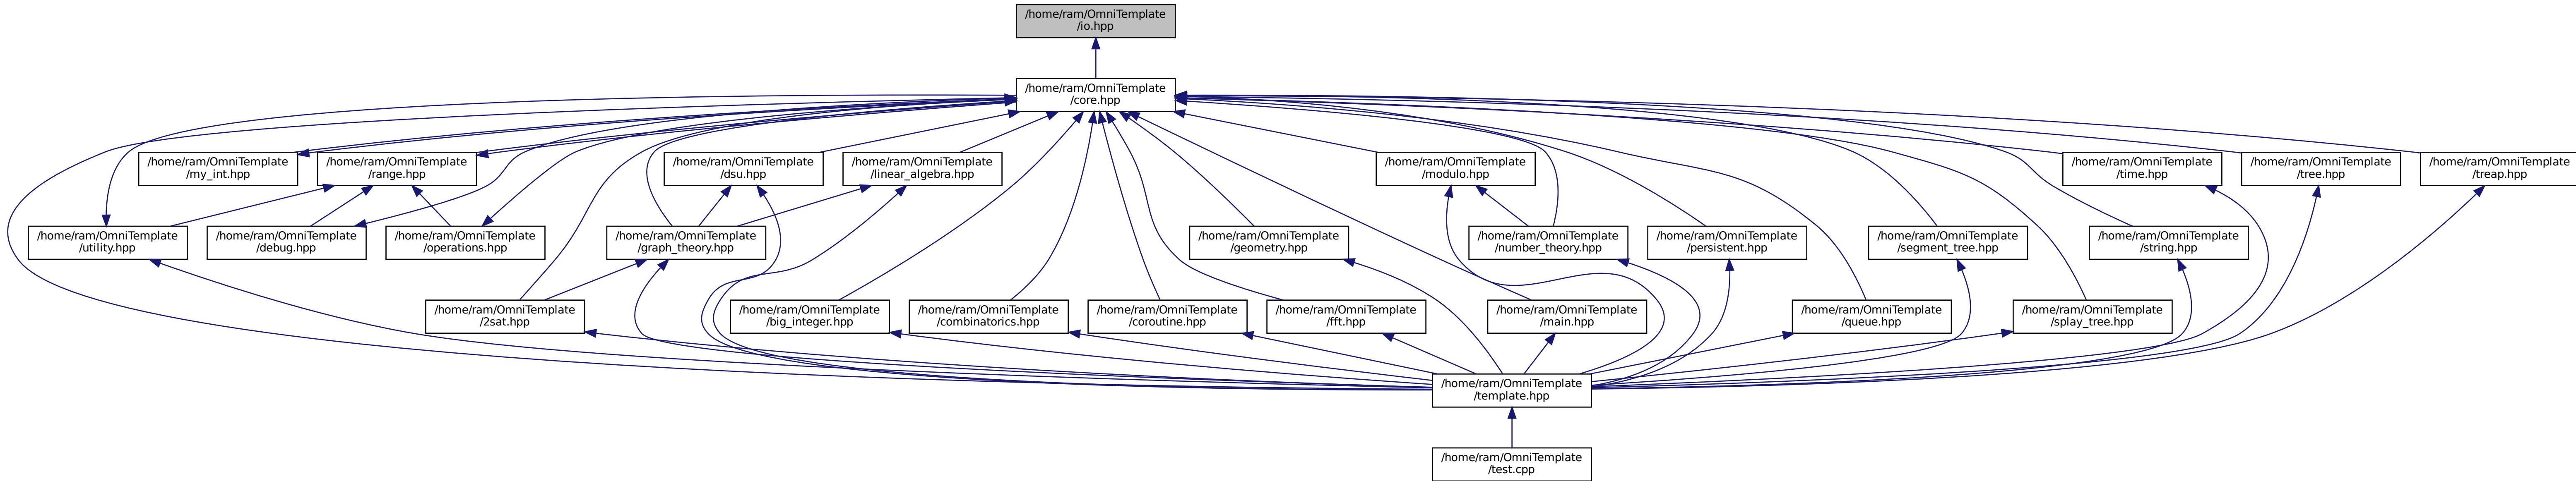 /home/ram/OmniTemplate
/io.hpp
/home/ram/OmniTemplate
/core.hpp
/home/ram/OmniTemplate
/my_int.hpp
/home/ram/OmniTemplate
/range.hpp
/home/ram/OmniTemplate
/dsu.hpp
/home/ram/OmniTemplate
/linear_algebra.hpp
/home/ram/OmniTemplate
/modulo.hpp
/home/ram/OmniTemplate
/time.hpp
/home/ram/OmniTemplate
/tree.hpp
/home/ram/OmniTemplate
/treap.hpp
/home/ram/OmniTemplate
/utility.hpp
/home/ram/OmniTemplate
/debug.hpp
/home/ram/OmniTemplate
/operations.hpp
/home/ram/OmniTemplate
/graph_theory.hpp
/home/ram/OmniTemplate
/geometry.hpp
/home/ram/OmniTemplate
/number_theory.hpp
/home/ram/OmniTemplate
/persistent.hpp
/home/ram/OmniTemplate
/segment_tree.hpp
/home/ram/OmniTemplate
/string.hpp
/home/ram/OmniTemplate
/2sat.hpp
/home/ram/OmniTemplate
/big_integer.hpp
/home/ram/OmniTemplate
/combinatorics.hpp
/home/ram/OmniTemplate
/coroutine.hpp
/home/ram/OmniTemplate
/fft.hpp
/home/ram/OmniTemplate
/main.hpp
/home/ram/OmniTemplate
/queue.hpp
/home/ram/OmniTemplate
/splay_tree.hpp
/home/ram/OmniTemplate
/template.hpp
/home/ram/OmniTemplate
/test.cpp